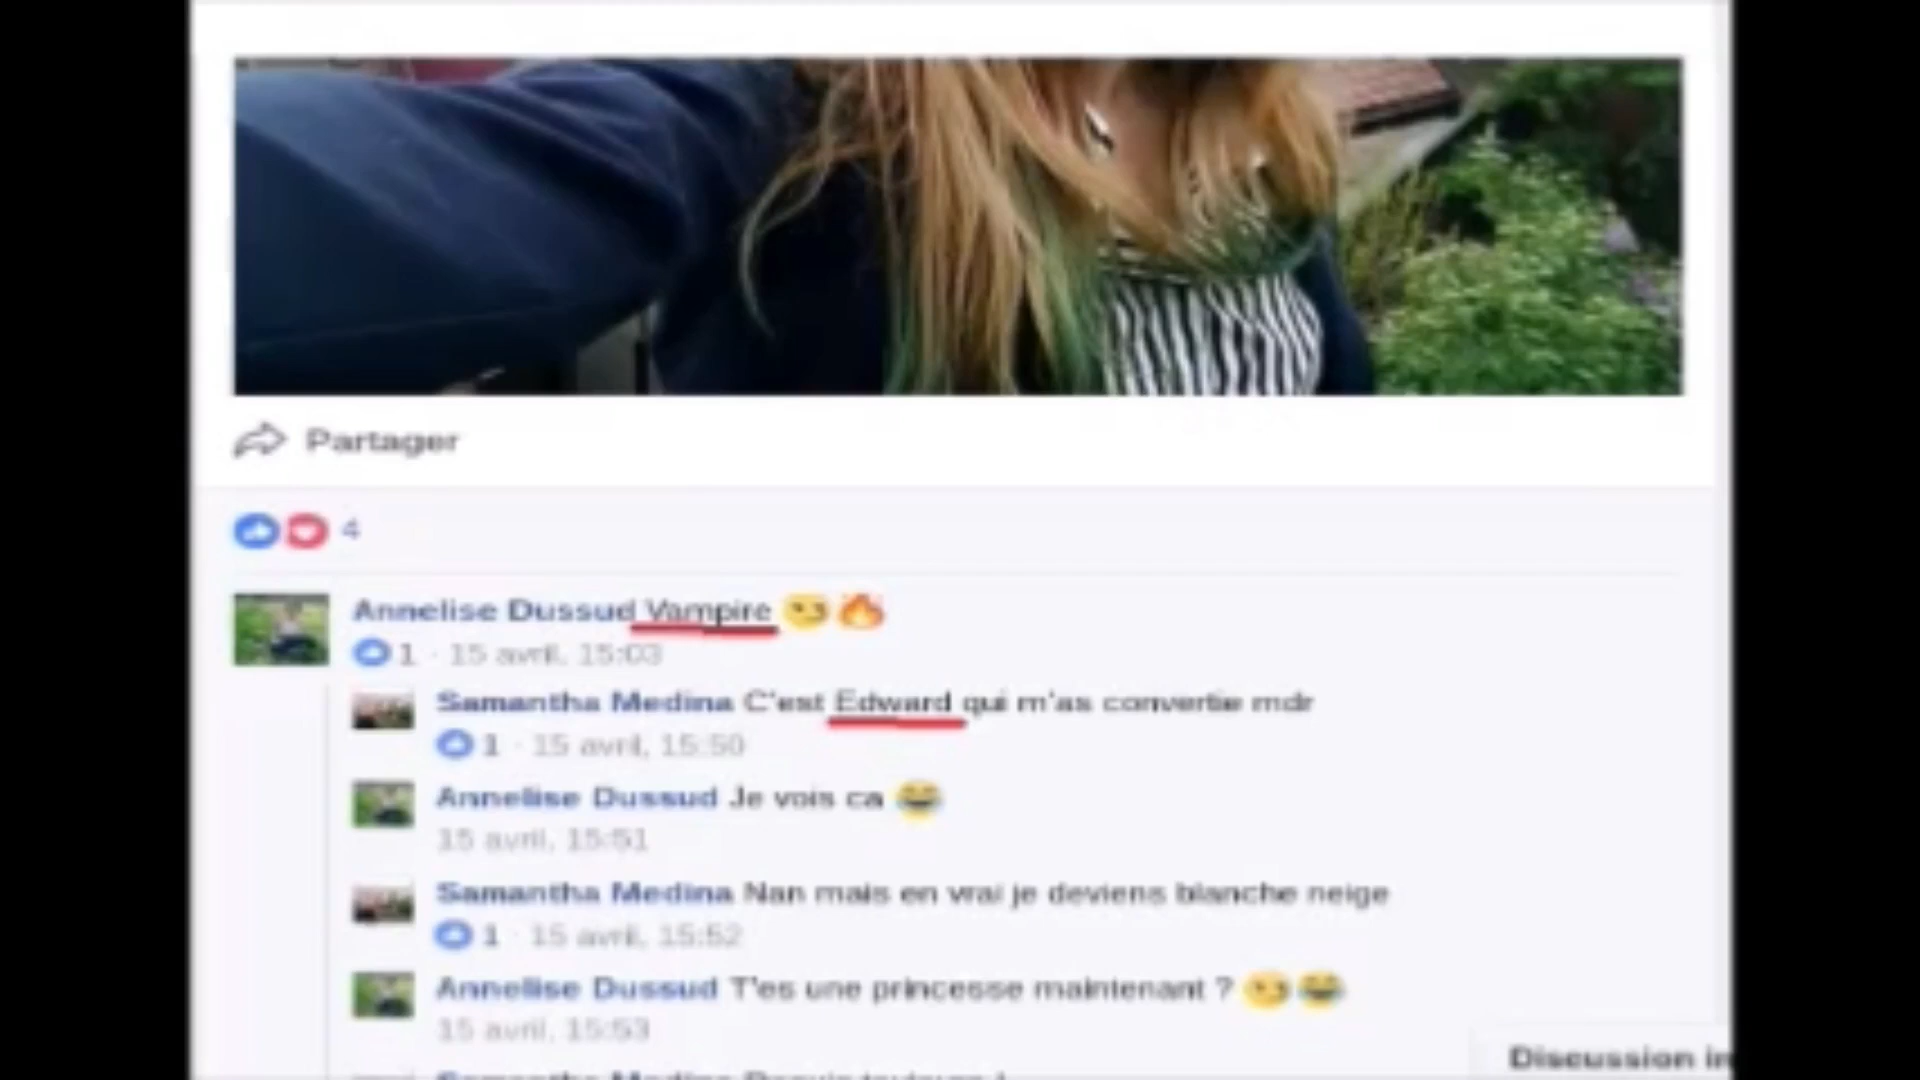 Partager
4
Annelise Dussud Vampire
1 · 15 avril, 15:03
Samantha Medina C'est Edward qui m'as convertie mdr
1 · 15 avril, 15:50
Annelise Dussud Je vois ca
15 avril, 15:51
Samantha Medina Nan mais en vrai je deviens blanche neige
1 · 15 avril, 15:52
Annelise Dussud T'es une princesse maintenant ?
15 avril, 15:53
Discussion in
Samantha Medina